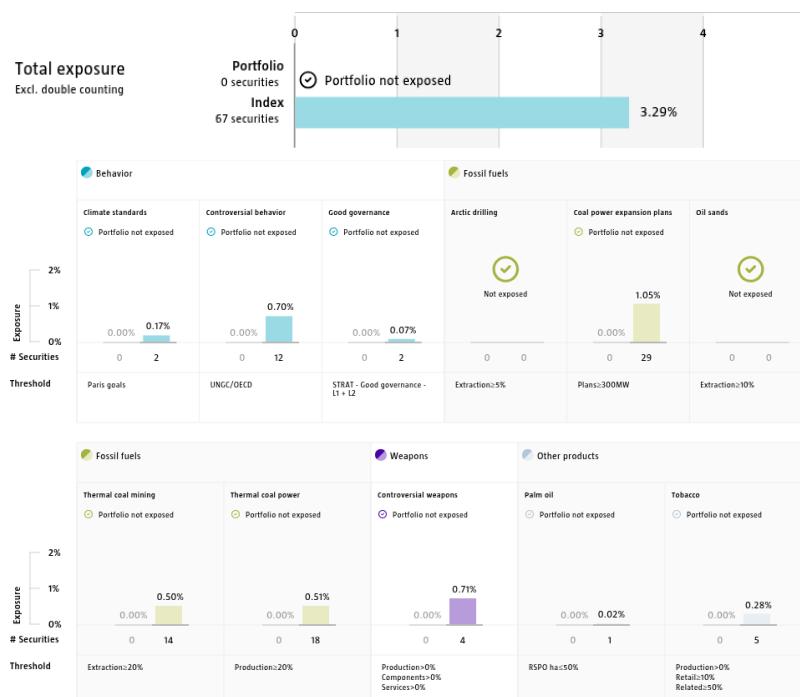 0 1 2 3 4
Total exposure
Excl. double counting
Portfolio
0 securities
Portfolio not exposed
Index
67 securities
3.29%
Behavior
Fossil fuels
Climate standards
Controversial behavior
Good governance
Arctic drilling
Coal power expansion plans
Oil sands
Portfolio not exposed
Portfolio not exposed
Portfolio not exposed
Portfolio not exposed
Exposure
2%
1%
0%
0.00% 0.17%
0.00% 0.70%
0.00% 0.07%
Not exposed
0.00% 1.05%
Not exposed
# Securities
0 2
0 12
0 2
0 0
0 29
0 0
Threshold
Paris goals
UNGC/OECD
STRAT - Good governance -
L1 + L2
Extraction≥5%
Plans≥300MW
Extraction≥10%
Fossil fuels
Weapons
Other products
Thermal coal mining
Thermal coal power
Controversial weapons
Palm oil
Tobacco
Portfolio not exposed
Portfolio not exposed
Portfolio not exposed
Portfolio not exposed
Portfolio not exposed
Exposure
2%
1%
0%
0.00% 0.50%
0.00% 0.51%
0.00% 0.71%
0.00% 0.02%
0.00% 0.28%
# Securities
0 14
0 18
0 4
0 1
0 5
Threshold
Extraction≥20%
Production≥20%
Production>0%
Components>0%
Services>0%
RSPO ha≤50%
Production>0%
Retail≥10%
Related≥50%